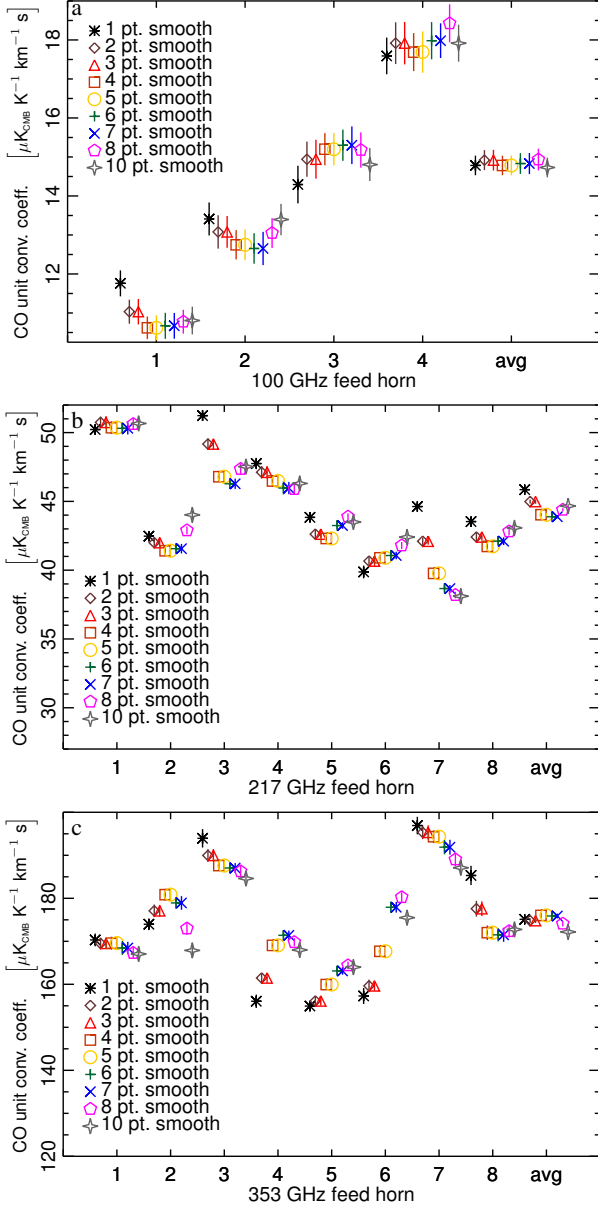 a
1 pt. smooth
2 pt. smooth
3 pt. smooth
4 pt. smooth
5 pt. smooth
6 pt. smooth
7 pt. smooth
8 pt. smooth
10 pt. smooth
18
16
14
12
CO unit conv. coeff. [μK_CMB K⁻¹ km⁻¹ s]
1 2 3 4 avg
100 GHz feed horn
b
50
45
40
35
30
CO unit conv. coeff. [μK_CMB K⁻¹ km⁻¹ s]
1 pt. smooth
2 pt. smooth
3 pt. smooth
4 pt. smooth
5 pt. smooth
6 pt. smooth
7 pt. smooth
8 pt. smooth
10 pt. smooth
1 2 3 4 5 6 7 8 avg
217 GHz feed horn
c
180
160
140
120
CO unit conv. coeff. [μK_CMB K⁻¹ km⁻¹ s]
1 pt. smooth
2 pt. smooth
3 pt. smooth
4 pt. smooth
5 pt. smooth
6 pt. smooth
7 pt. smooth
8 pt. smooth
10 pt. smooth
1 2 3 4 5 6 7 8 avg
353 GHz feed horn